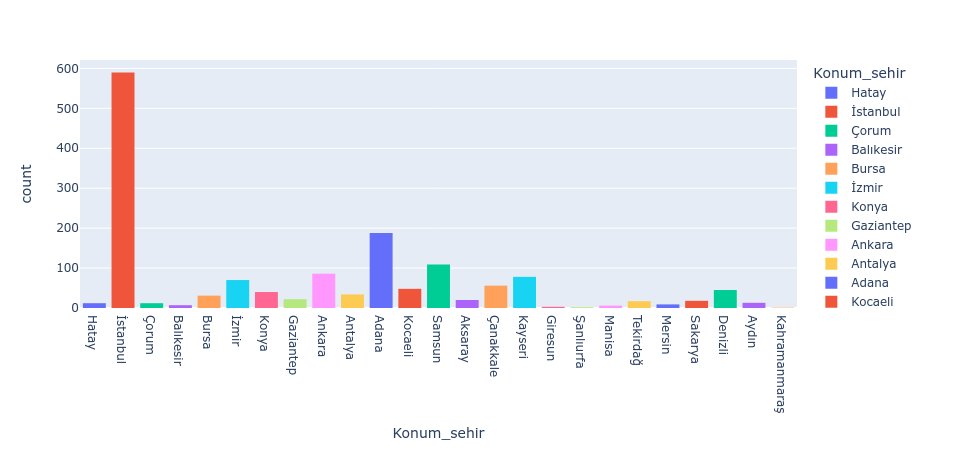 600
500
400
300
200
100
0
count
Hatay
İstanbul
Çorum
Balıkesir
Bursa
İzmir
Konya
Gaziantep
Ankara
Antalya
Adana
Kocaeli
Samsun
Aksaray
Çanakkale
Kayseri
Giresun
Şanlıurfa
Manisa
Tekirdağ
Mersin
Sakarya
Denizli
Aydın
Kahramanmaraş
Konum_sehir
Konum_sehir
Hatay
İstanbul
Çorum
Balıkesir
Bursa
İzmir
Konya
Gaziantep
Ankara
Antalya
Adana
Kocaeli